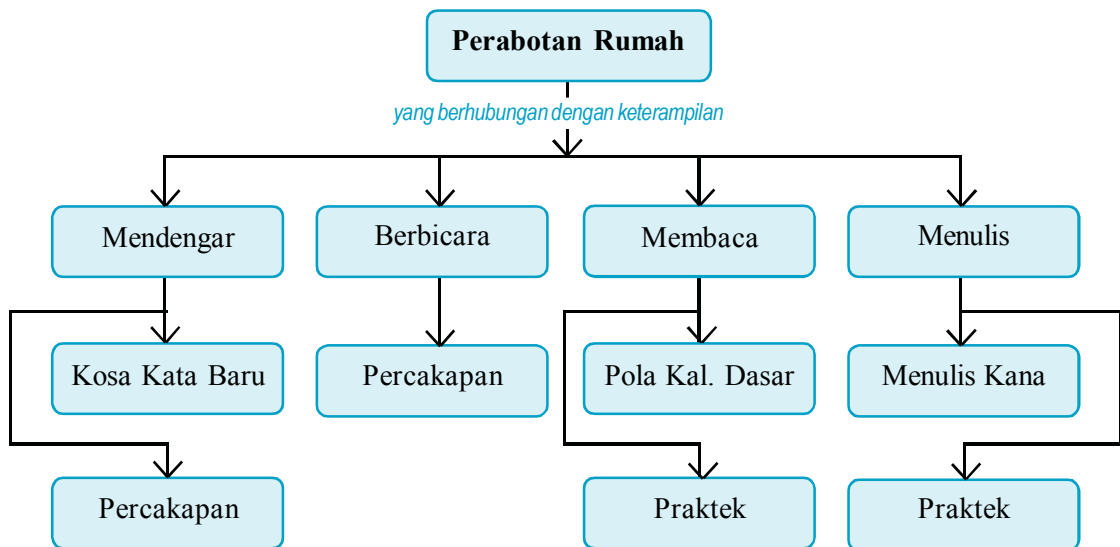 Perabotan Rumah
yang berhubungan dengan keterampilan
Mendengar
Berbicara
Membaca
Menulis
Kosa Kata Baru
Percakapan
Pola Kal. Dasar
Menulis Kana
Percakapan
Praktek
Praktek